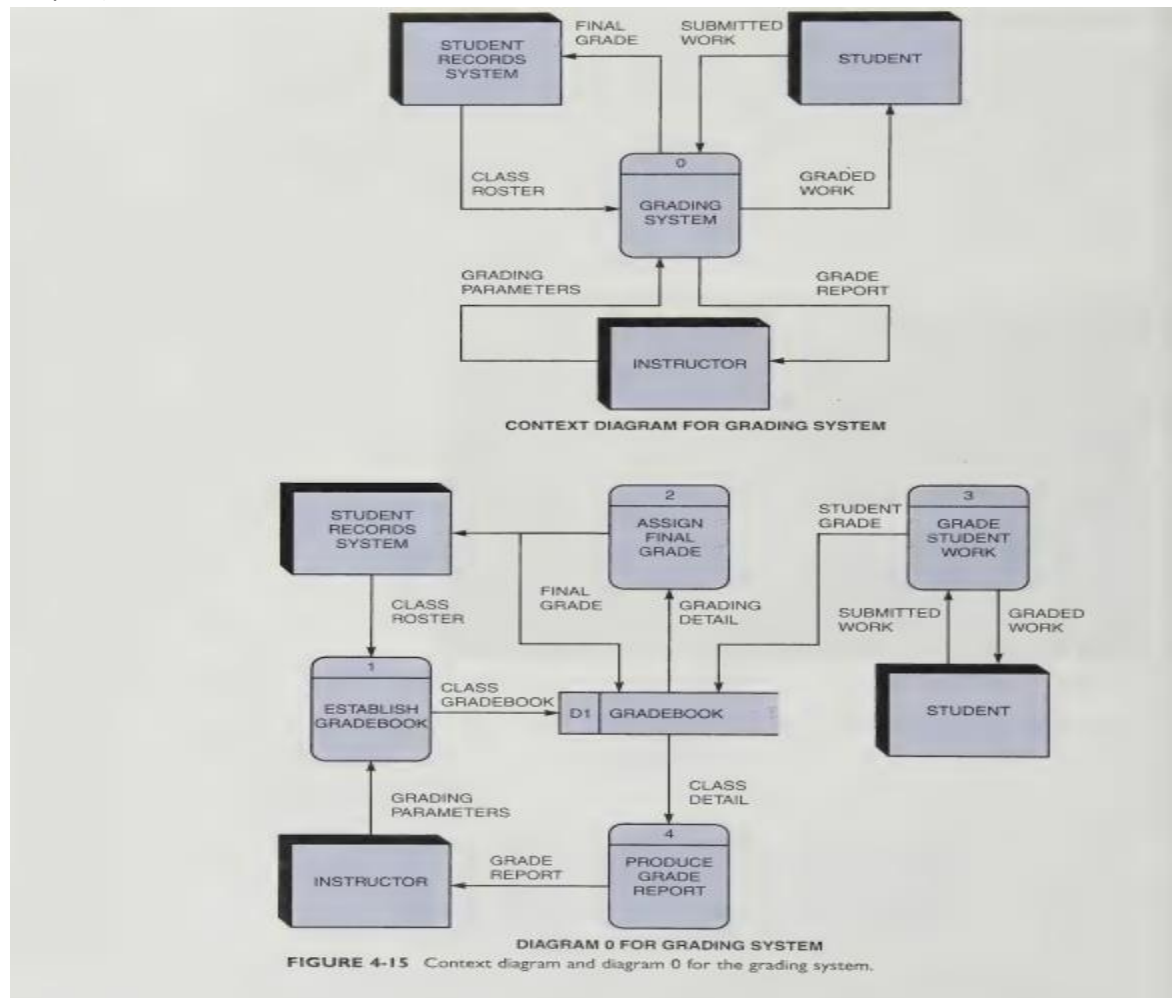 FINAL
GRADE
SUBMITTED
WORK
STUDENT
RECORDS
SYSTEM
STUDENT
0
CLASS
ROSTER
GRADED
WORK
GRADING
SYSTEM
GRADING
PARAMETERS
GRADE
REPORT
INSTRUCTOR
CONTEXT DIAGRAM FOR GRADING SYSTEM
STUDENT
RECORDS
SYSTEM
2
ASSIGN
FINAL
GRADE
STUDENT
GRADE
3
GRADE
STUDENT
WORK
CLASS
ROSTER
FINAL
GRADE
GRADING
DETAIL
SUBMITTED
WORK
GRADED
WORK
1
ESTABLISH
GRADEBOOK
CLASS
GRADEBOOK
D1 GRADEBOOK
STUDENT
GRADING
PARAMETERS
CLASS
DETAIL
INSTRUCTOR
GRADE
REPORT
4
PRODUCE
GRADE
REPORT
DIAGRAM 0 FOR GRADING SYSTEM
FIGURE 4-15 Context diagram and diagram 0 for the grading system.